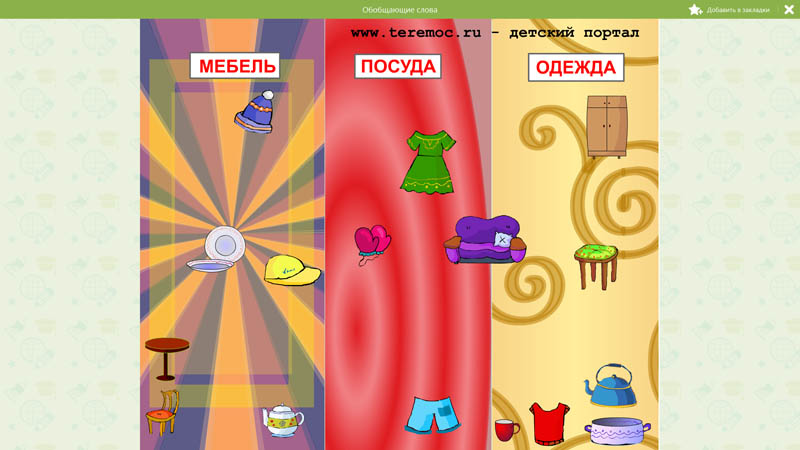 Обобщающие слова
Добавить в закладки
www.teremoc.ru - детский портал
МЕБЕЛЬ
ПОСУДА
ОДЕЖДА